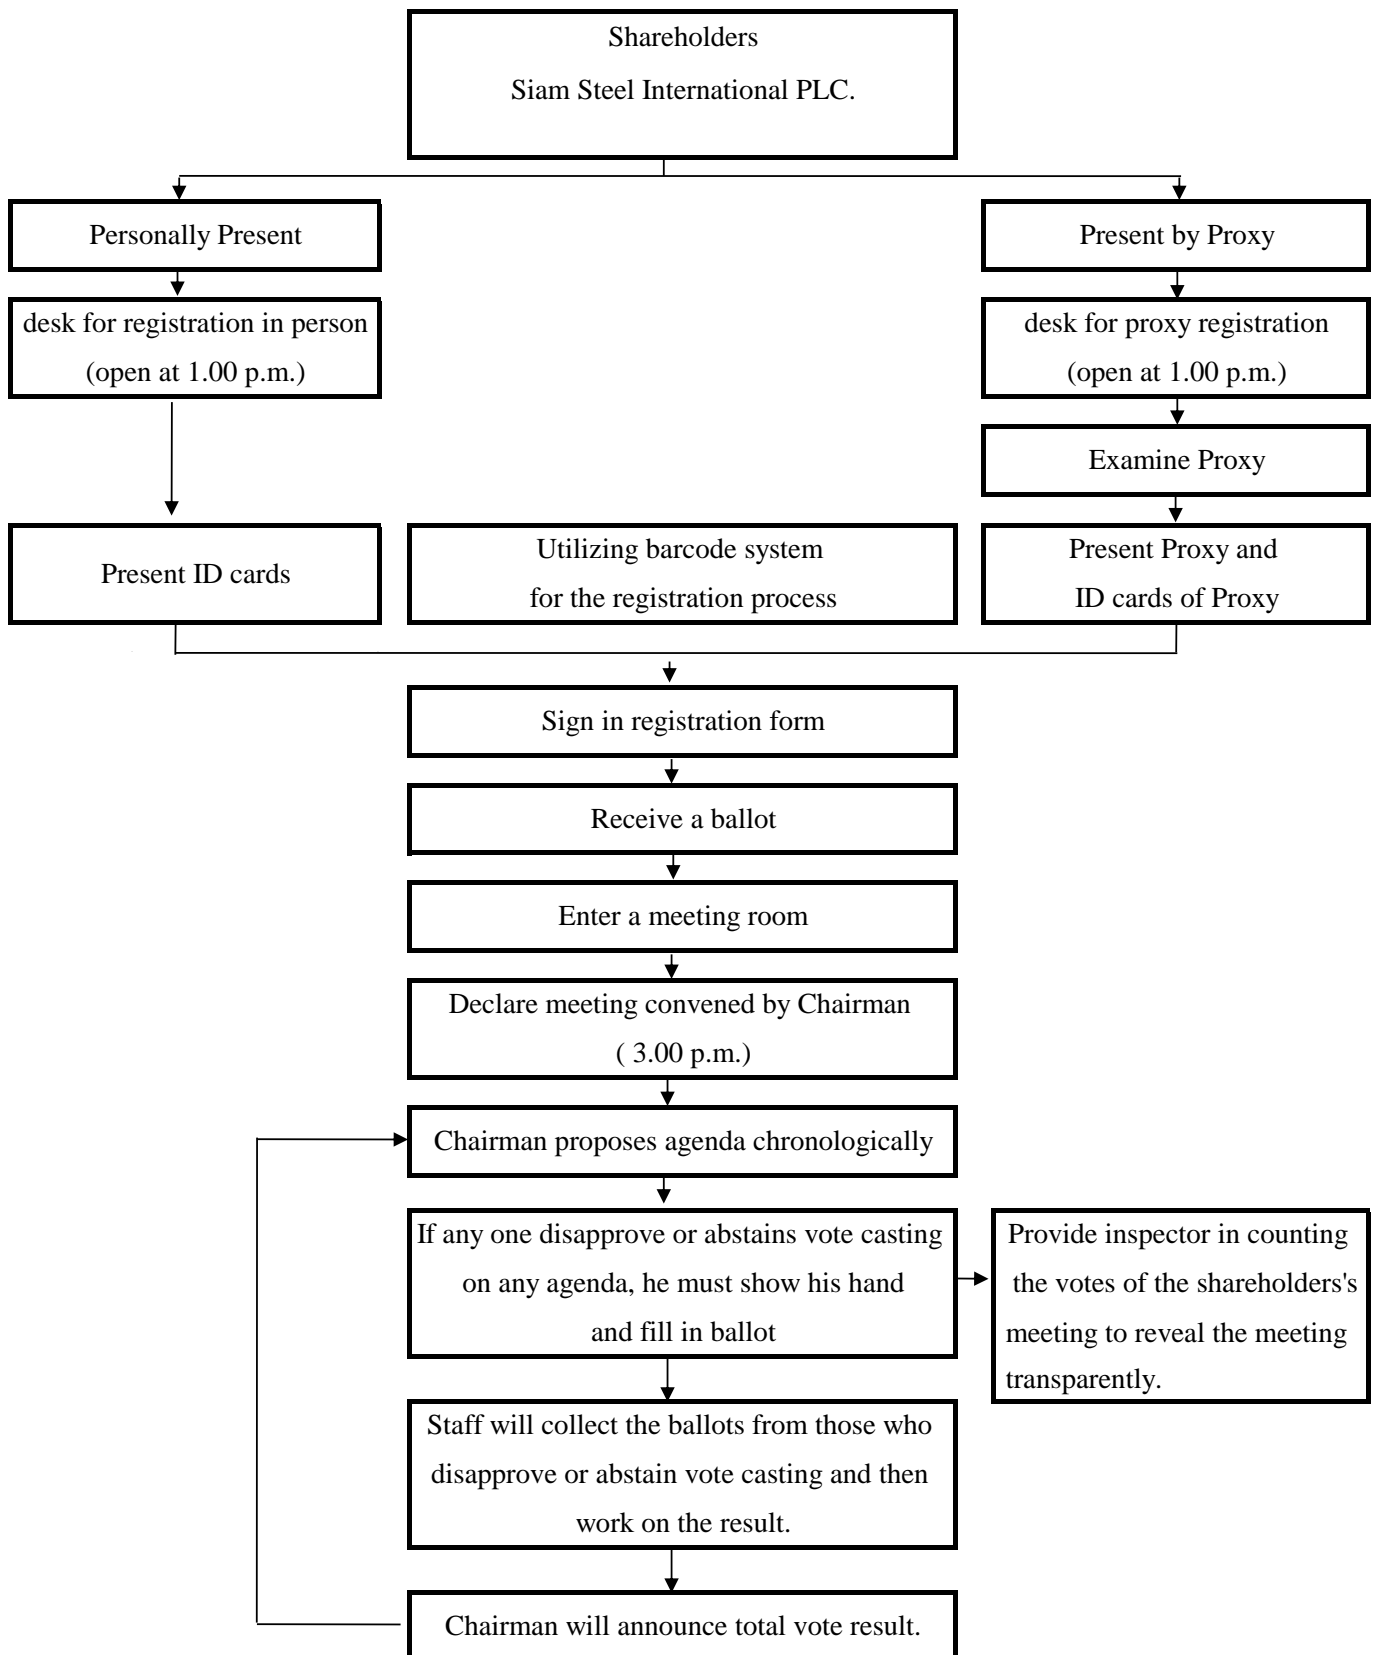 Shareholders
Siam Steel International PLC.
Personally Present
Present by Proxy
desk for registration in person
(open at 1.00 p.m.)
desk for proxy registration
(open at 1.00 p.m.)
Examine Proxy
Present ID cards
Utilizing barcode system
for the registration process
Present Proxy and
ID cards of Proxy
Sign in registration form
Receive a ballot
Enter a meeting room
Declare meeting convened by Chairman
( 3.00 p.m.)
Chairman proposes agenda chronologically
If any one disapprove or abstains vote casting
on any agenda, he must show his hand
and fill in ballot
Provide inspector in counting
the votes of the shareholders's
meeting to reveal the meeting
transparently.
Staff will collect the ballots from those who
disapprove or abstain vote casting and then
work on the result.
Chairman will announce total vote result.